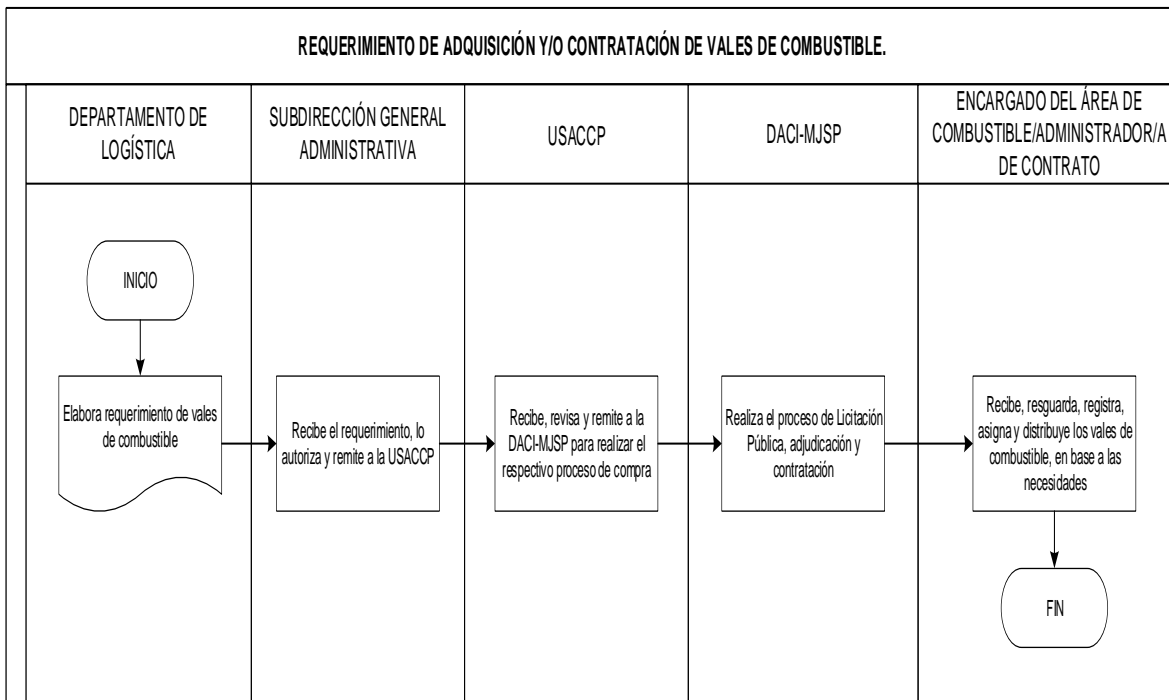 REQUERIMIENTO DE ADQUISICIÓN Y/O CONTRATACIÓN DE VALES DE COMBUSTIBLE.
DEPARTAMENTO DE
LOGÍSTICA
SUBDIRECCIÓN GENERAL
ADMINISTRATIVA
USACCP
DACI-MJSP
ENCARGADO DEL ÁREA DE
COMBUSTIBLE/ADMINISTRADOR/A
DE CONTRATO
INICIO
Elabora requerimiento de vales
de combustible
Recibe el requerimiento, lo
autoriza y remite a la USACCP
Recibe, revisa y remite a la
DACI-MJSP para realizar el
respectivo proceso de compra
Realiza el proceso de Licitación
Pública, adjudicación y
contratación
Recibe, resguarda, registra,
asigna y distribuye los vales de
combustible, en base a las
necesidades
FIN